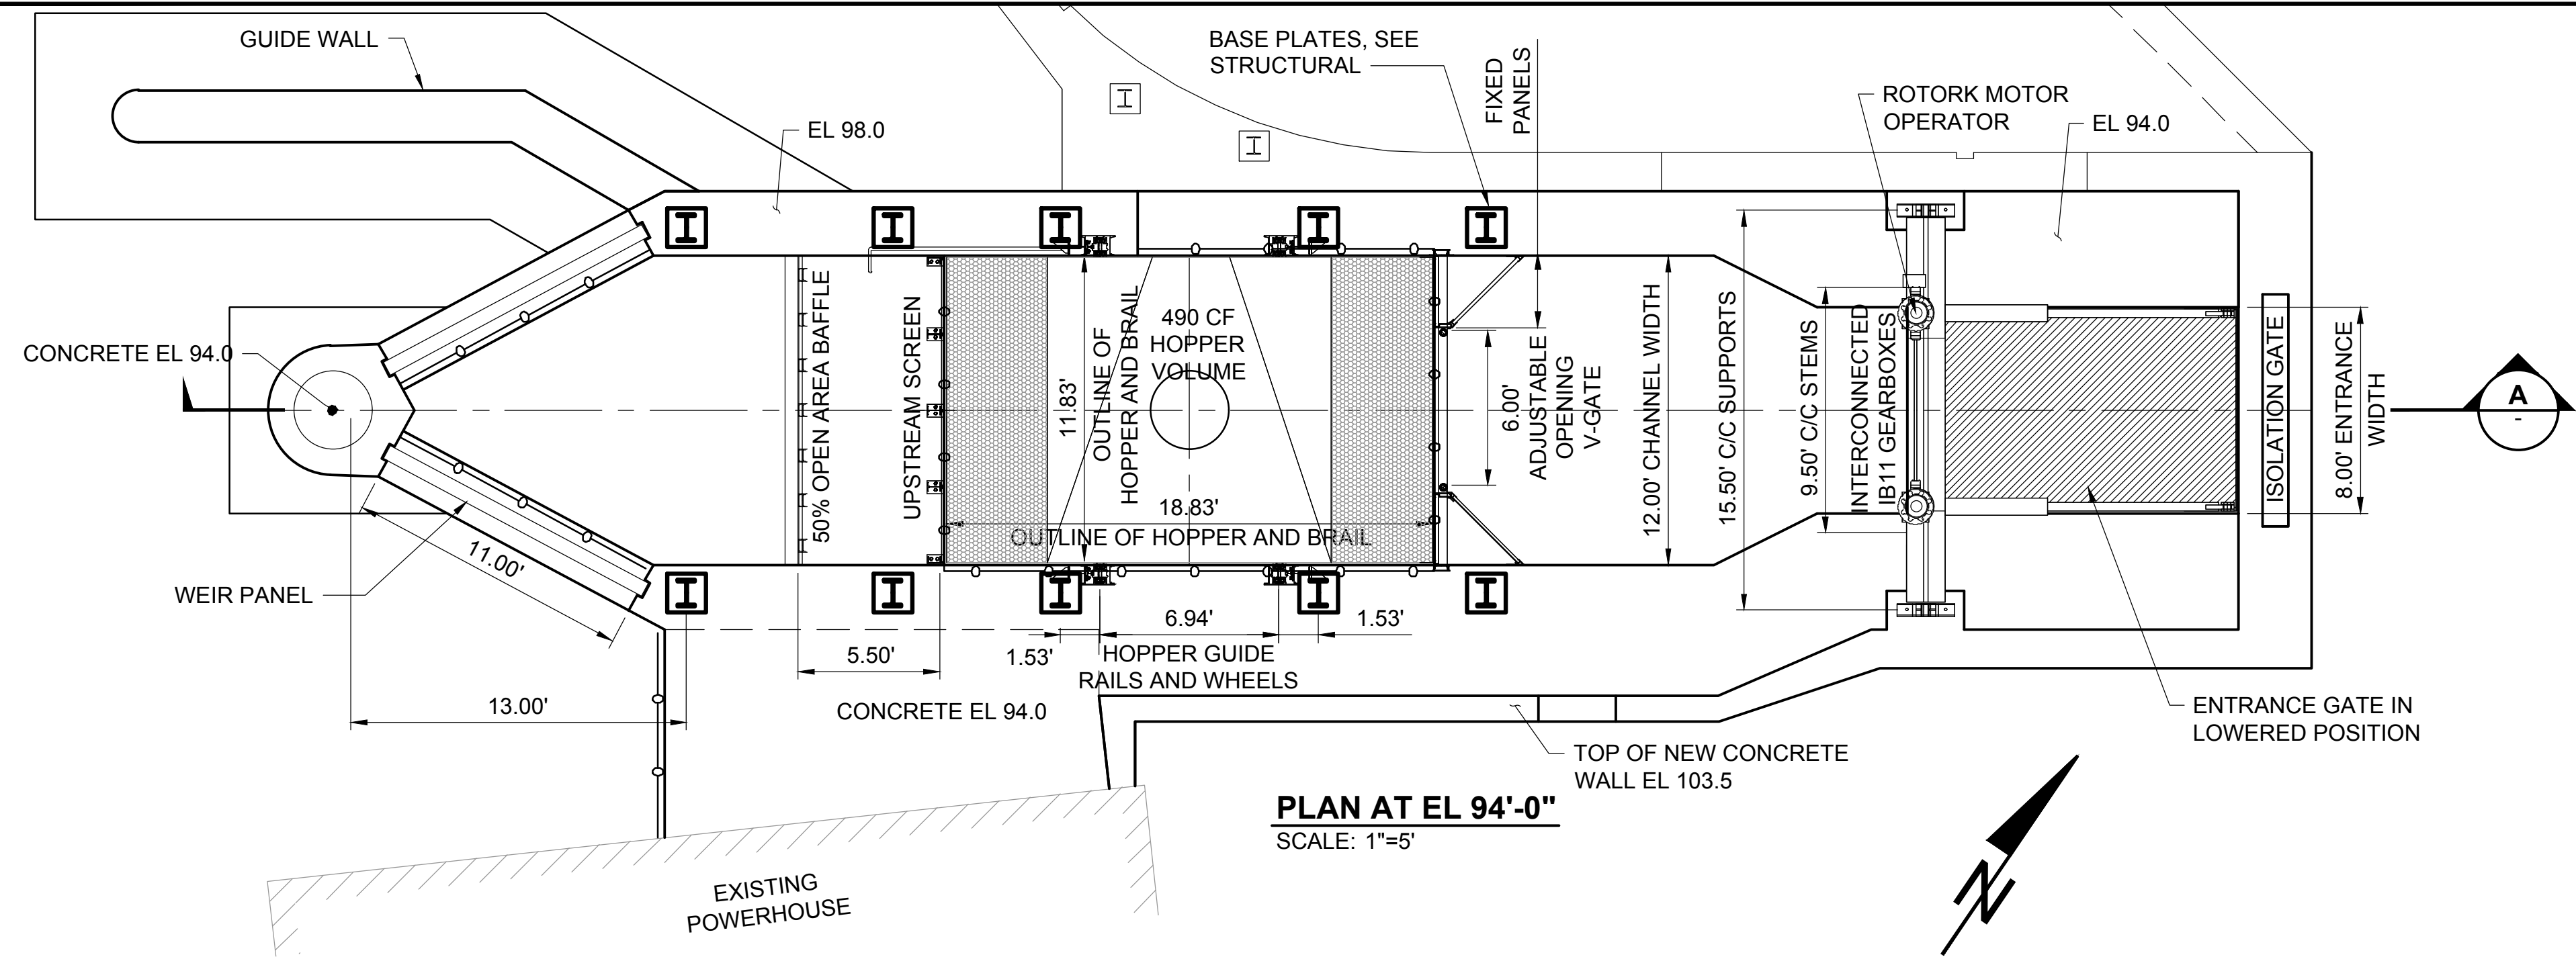 GUIDE WALL
BASE PLATES, SEE
STRUCTURAL
FIXED
PANELS
ROTORK MOTOR
OPERATOR
EL 94.0
EL 98.0
CONCRETE EL 94.0
50% OPEN AREA BAFFLE
UPSTREAM SCREEN
11.83'
OUTLINE OF
HOPPER AND BRAIL
490 CF
HOPPER
VOLUME
18.83'
OUTLINE OF HOPPER AND BRAIL
6.00'
ADJUSTABLE
OPENING
V-GATE
12.00' CHANNEL WIDTH
15.50' C/C SUPPORTS
9.50' C/C STEMS
INTERCONNECTED
IB11 GEARBOXES
ISOLATION GATE
8.00' ENTRANCE
WIDTH
A
-
11.00'
WEIR PANEL
13.00'
5.50'
1.53'
6.94'
1.53'
HOPPER GUIDE
RAILS AND WHEELS
CONCRETE EL 94.0
TOP OF NEW CONCRETE
WALL EL 103.5
ENTRANCE GATE IN
LOWERED POSITION
PLAN AT EL 94'-0"
SCALE: 1"=5'
EXISTING
POWERHOUSE
N